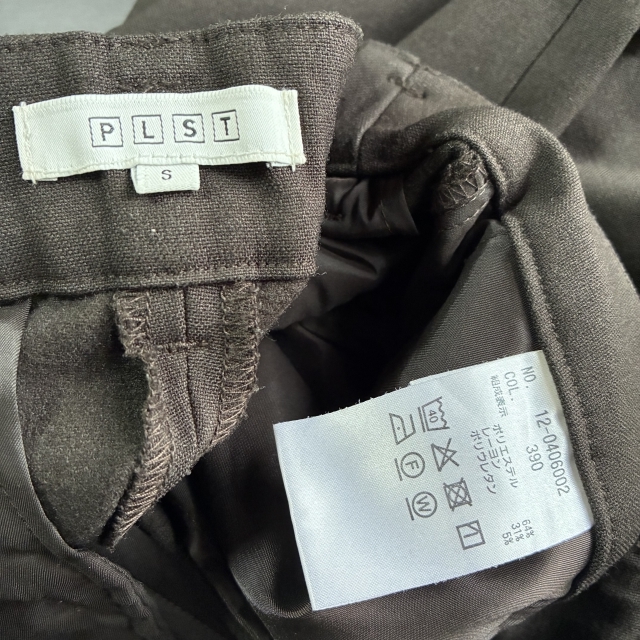 PLST
S
NO. 12-0406002
COL. 390
組成表示 ポリエステル 64%
レーヨン 31%
ポリウレタン 5%
40
F
W